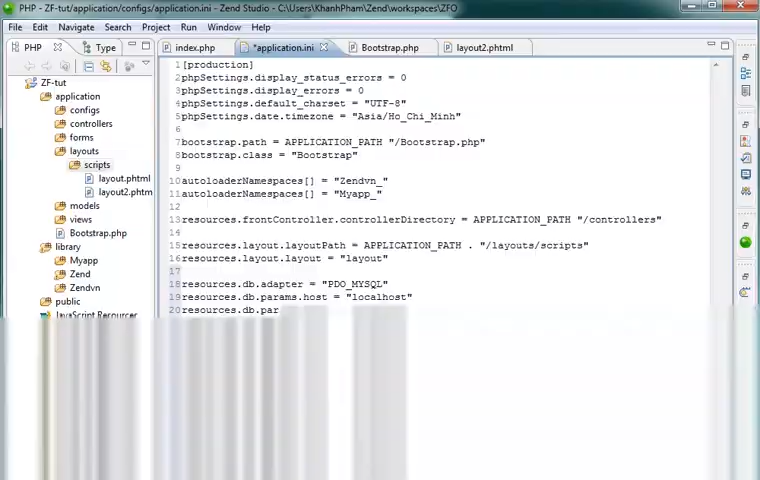 PHP - ZF-tut/application/configs/application.ini - Zend Studio - C:\Users\KhanhPham\Zend\workspaces\ZFO
File Edit Navigate Search Project Run Window Help
PHP Type
index.php *application.ini Bootstrap.php layout2.phtml
ZF-tut
application
configs
controllers
forms
layouts
scripts
layout.phtml
layout2.phtm
models
views
Bootstrap.php
library
Myapp
Zend
Zendvn
public
JavaScript Resourcer
1 [production]
2 phpSettings.display_status_errors = 0
3 phpSettings.display_errors = 0
4 phpSettings.default_charset = "UTF-8"
5 phpSettings.date.timezone = "Asia/Ho_Chi_Minh"
6
7 bootstrap.path = APPLICATION_PATH "/Bootstrap.php"
8 bootstrap.class = "Bootstrap"
9
10 autoloaderNamespaces[] = "Zendvn_"
11 autoloaderNamespaces[] = "Myapp_"
12
13 resources.frontController.controllerDirectory = APPLICATION_PATH "/controllers"
14
15 resources.layout.layoutPath = APPLICATION_PATH . "/layouts/scripts"
16 resources.layout.layout = "layout"
17
18 resources.db.adapter = "PDO_MYSQL"
19 resources.db.params.host = "localhost"
20 resources.db.par